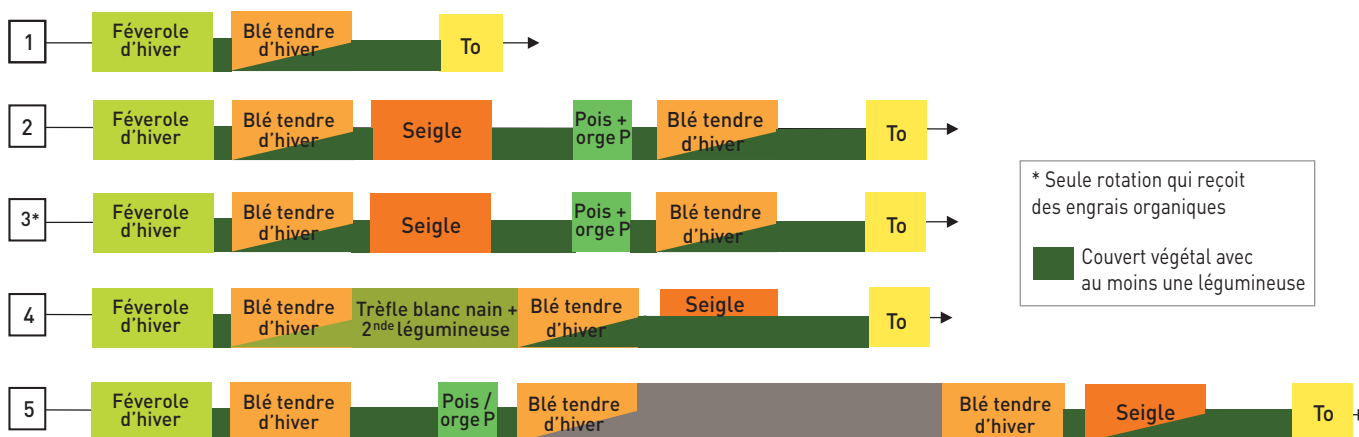 1
Féverole
d'hiver
Blé tendre
d'hiver
To
2
Féverole
d'hiver
Blé tendre
d'hiver
Seigle
Pois +
orge P
Blé tendre
d'hiver
To
3*
Féverole
d'hiver
Blé tendre
d'hiver
Seigle
Pois +
orge P
Blé tendre
d'hiver
To
4
Féverole
d'hiver
Blé tendre
d'hiver
Trèfle blanc nain +
2nde légumineuse
Blé tendre
d'hiver
Seigle
To
5
Féverole
d'hiver
Blé tendre
d'hiver
Pois /
orge P
Blé tendre
d'hiver
Blé tendre
d'hiver
Seigle
To
* Seule rotation qui reçoit
des engrais organiques
Couvert végétal avec
au moins une légumineuse